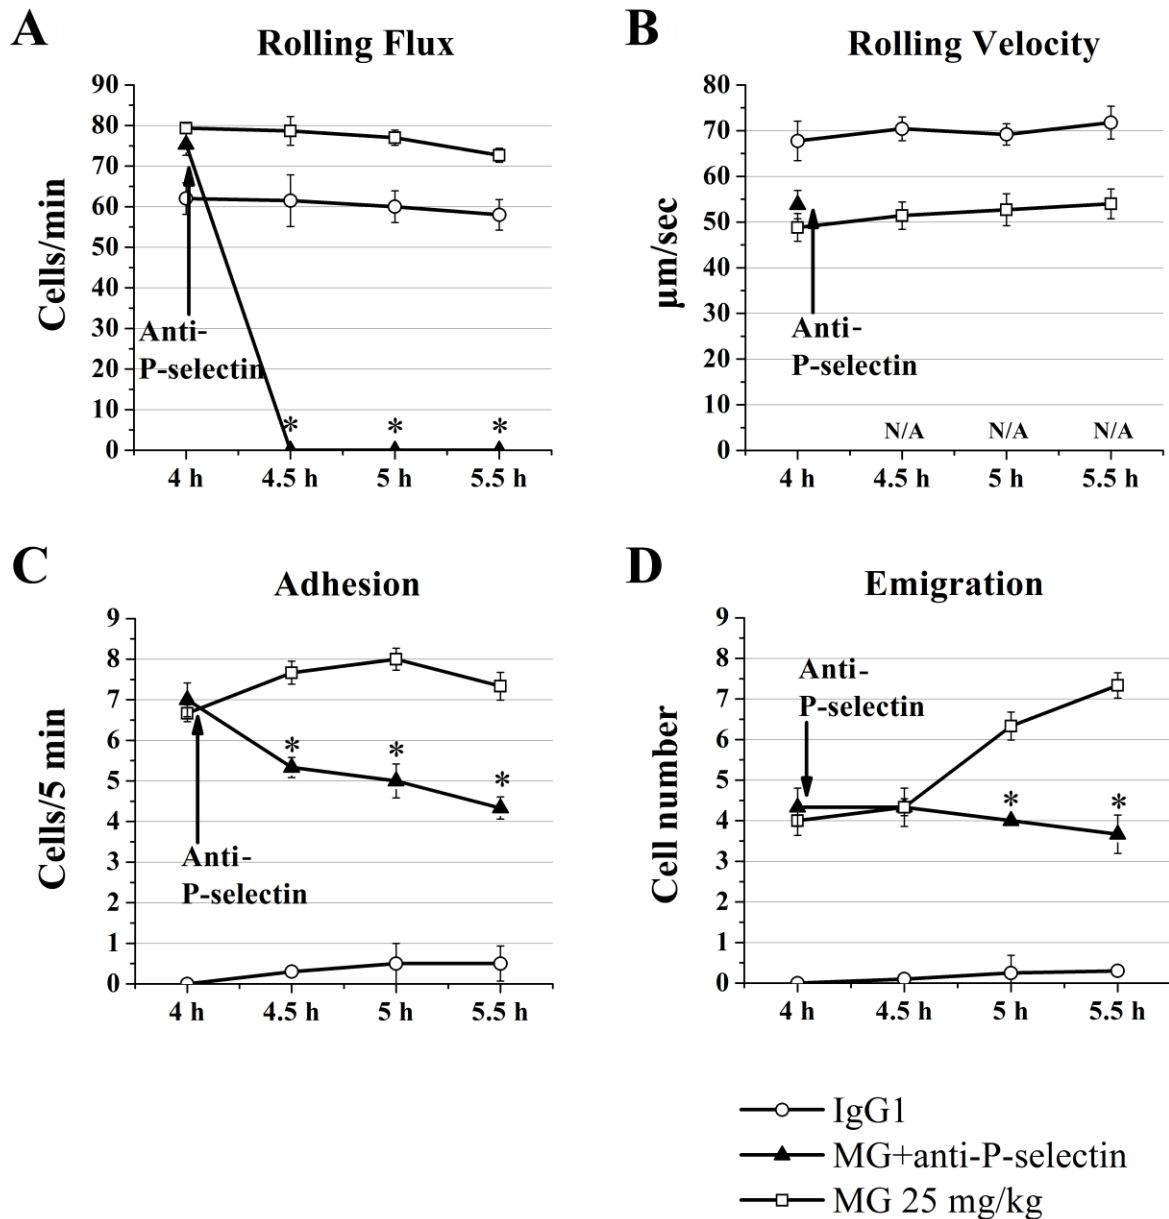 A
Rolling Flux
90
80
70
60
50
40
30
20
10
0
Cells/min
Anti-
P-selectin
*
*
*
4 h
4.5 h
5 h
5.5 h
B
Rolling Velocity
80
70
60
50
40
30
20
10
0
µm/sec
Anti-
P-selectin
N/A
N/A
N/A
4 h
4.5 h
5 h
5.5 h
C
Adhesion
9
8
7
6
5
4
3
2
1
0
Cells/5 min
*
*
*
Anti-
P-selectin
4 h
4.5 h
5 h
5.5 h
D
Emigration
9
8
7
6
5
4
3
2
1
0
Cell number
Anti-
P-selectin
*
*
4 h
4.5 h
5 h
5.5 h
IgG1
MG+anti-P-selectin
MG 25 mg/kg